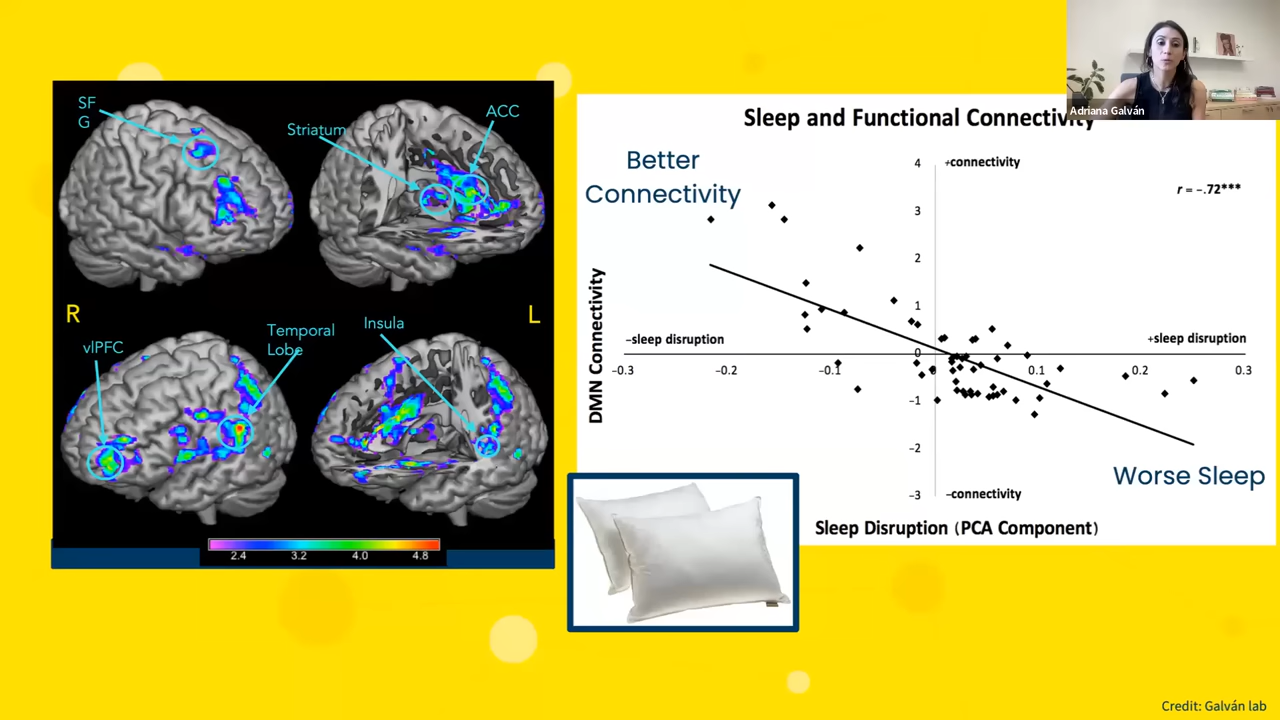 SF
G
Striatum
ACC
R
L
vlPFC
Temporal
Lobe
Insula
2.4 3.2 4.0 4.8
Adriana Galván
Sleep and Functional Connectivity
Better
Connectivity
4
+connectivity
r = –.72***
3
2
1
DMN Connectivity
–sleep disruption
+sleep disruption
0
–0.3 –0.2 –0.1 0.1 0.2 0.3
–1
–2
–3
–connectivity
Worse Sleep
Sleep Disruption (PCA Component)
Credit: Galván lab